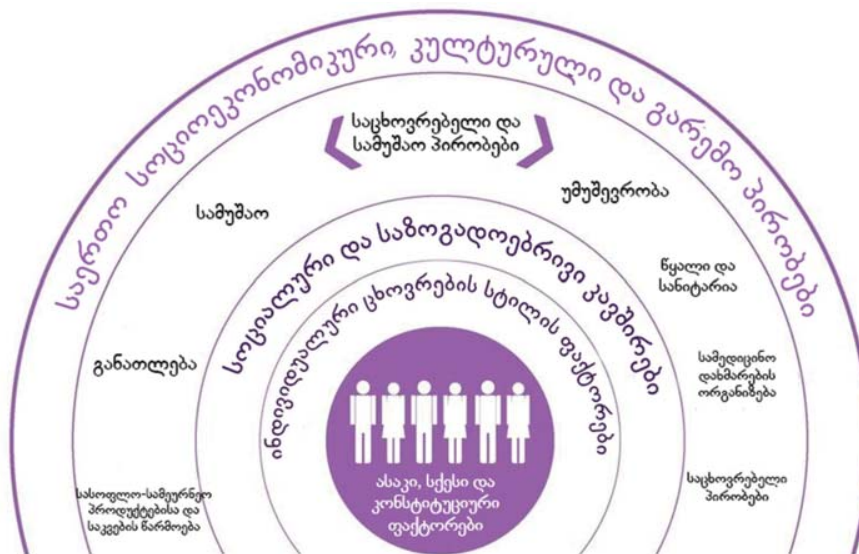 საერთო სოციოეკონომიკური, კულტურული და გარემო პირობები
საცხოვრებელი და
სამუშაო პირობები
სამუშაო
უმუშევრობა
სოციალური და საზოგადოებრივი კავშირები
წყალი და
სანიტარია
ინდივიდუალური ცხოვრების სტილის ფაქტორები
განათლება
სამედიცინო
დახმარების
ორგანიზება
ასაკი, სქესი და
კონსტიტუციური
ფაქტორები
სასოფლო-სამეურნეო
პროდუქტებისა და
საკვების წარმოება
საცხოვრებელი
პირობები